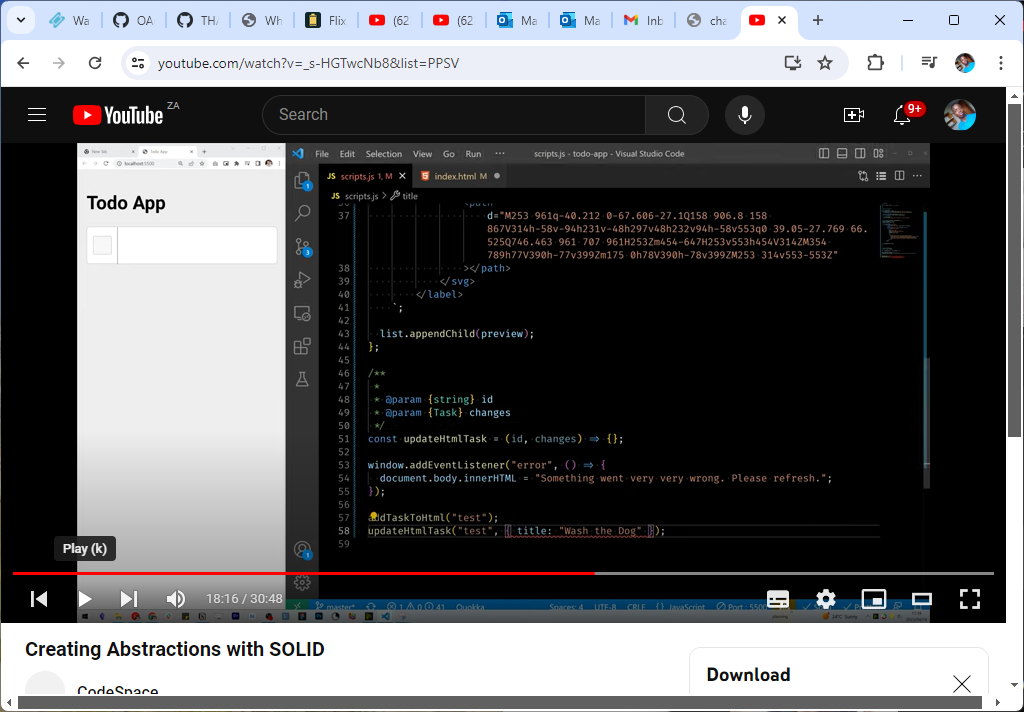 Wa
OA
THA
Wh
Flix
(62
(62
Ma
Ma
Inb
cha
youtube.com/watch?v=_s-HGTwcNb8&list=PPSV
YouTube ZA
Search
9+
New Tab
Todo App
localhost:5500
File Edit Selection View Go Run ···
scripts.js - todo-app - Visual Studio Code
JS scripts.js 1, M
index.html M
JS scripts.js > title
Todo App
36 <path
37 d="M253 961q-40.212 0-67.606-27.1Q158 906.8 158
867V314h-58v-94h231v-48h297v48h232v94h-58v553q0 39.05-27.769 66.
525Q746.463 961 707 961H253Zm454-647H253v553h454V314ZM354
789h77V390h-77v399Zm175 0h78V390h-78v399ZM253 314v553-553Z"
38 ></path>
39 </svg>
40 </label>
41 `;
42
43 list.appendChild(preview);
44 };
45
46 /**
47 *
48 * @param {string} id
49 * @param {Task} changes
50 */
51 const updateHtmlTask = (id, changes) => {};
52
53 window.addEventListener("error", () => {
54 document.body.innerHTML = "Something went very very wrong. Please refresh.";
55 });
56
57 addTaskToHtml("test");
58 updateHtmlTask("test", { title: "Wash the Dog" });
59
Play (k)
18:16 / 30:48
master* 1 0 41 Quokka
Spaces: 4 UTF-8 CRLF {} JavaScript Port : 5500
Creating Abstractions with SOLID
CodeSpace
Download